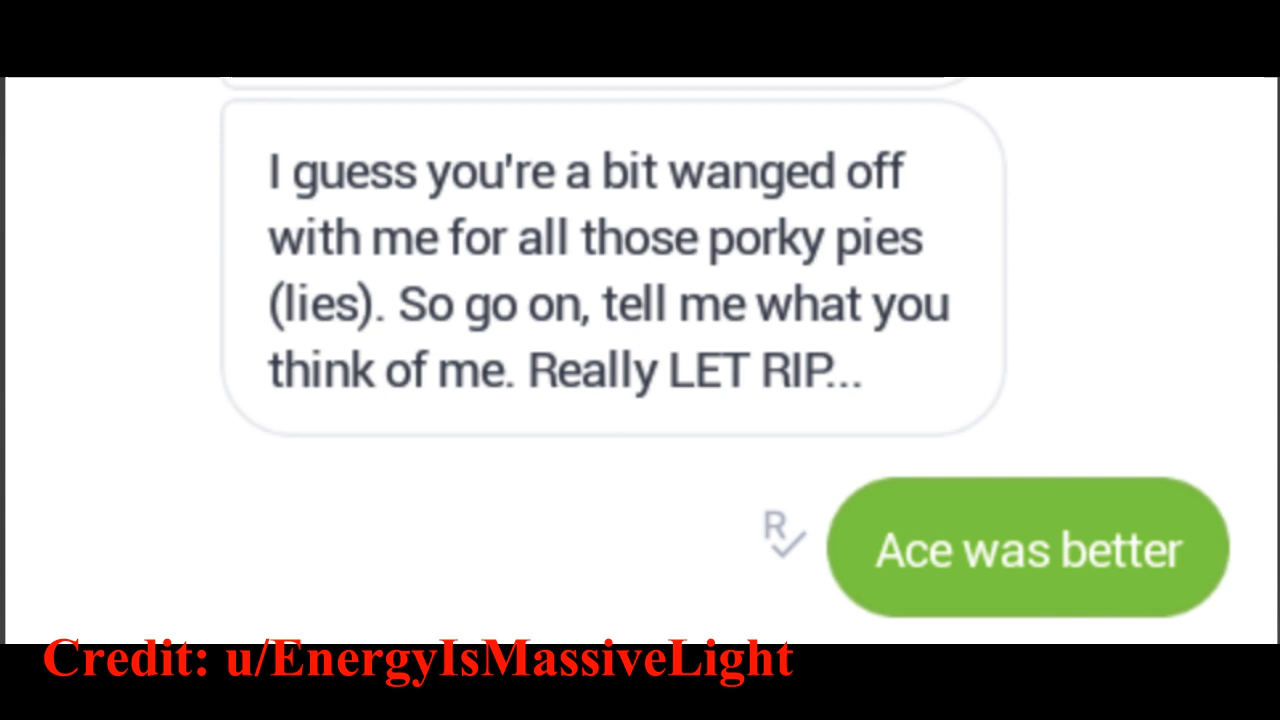 I guess you're a bit wanged off
with me for all those porky pies
(lies). So go on, tell me what you
think of me. Really LET RIP...
R
Ace was better
Credit: u/EnergyIsMassiveLight